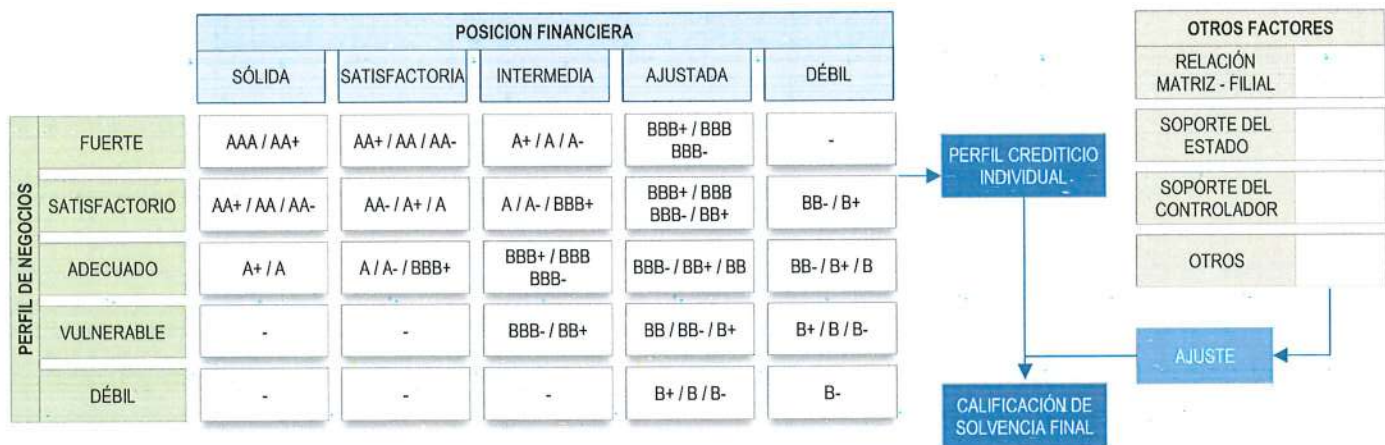 POSICION FINANCIERA
SÓLIDA SATISFACTORIA INTERMEDIA AJUSTADA DÉBIL
PERFIL DE NEGOCIOS
FUERTE AAA / AA+ AA+ / AA / AA- A+ / A / A- BBB+ / BBB BBB- -
SATISFACTORIO AA+ / AA / AA- AA- / A+ / A A / A- / BBB+ BBB+ / BBB BBB- / BB+ BB- / B+
ADECUADO A+ / A A / A- / BBB+ BBB+ / BBB BBB- BBB- / BB+ / BB BB- / B+ / B
VULNERABLE - - BBB- / BB+ BB / BB- / B+ B+ / B / B-
DÉBIL - - - B+ / B / B- B-
PERFIL CREDITICIO
INDIVIDUAL
CALIFICACIÓN DE
SOLVENCIA FINAL
OTROS FACTORES
RELACIÓN
MATRIZ - FILIAL
SOPORTE DEL
ESTADO
SOPORTE DEL
CONTROLADOR
OTROS
AJUSTE